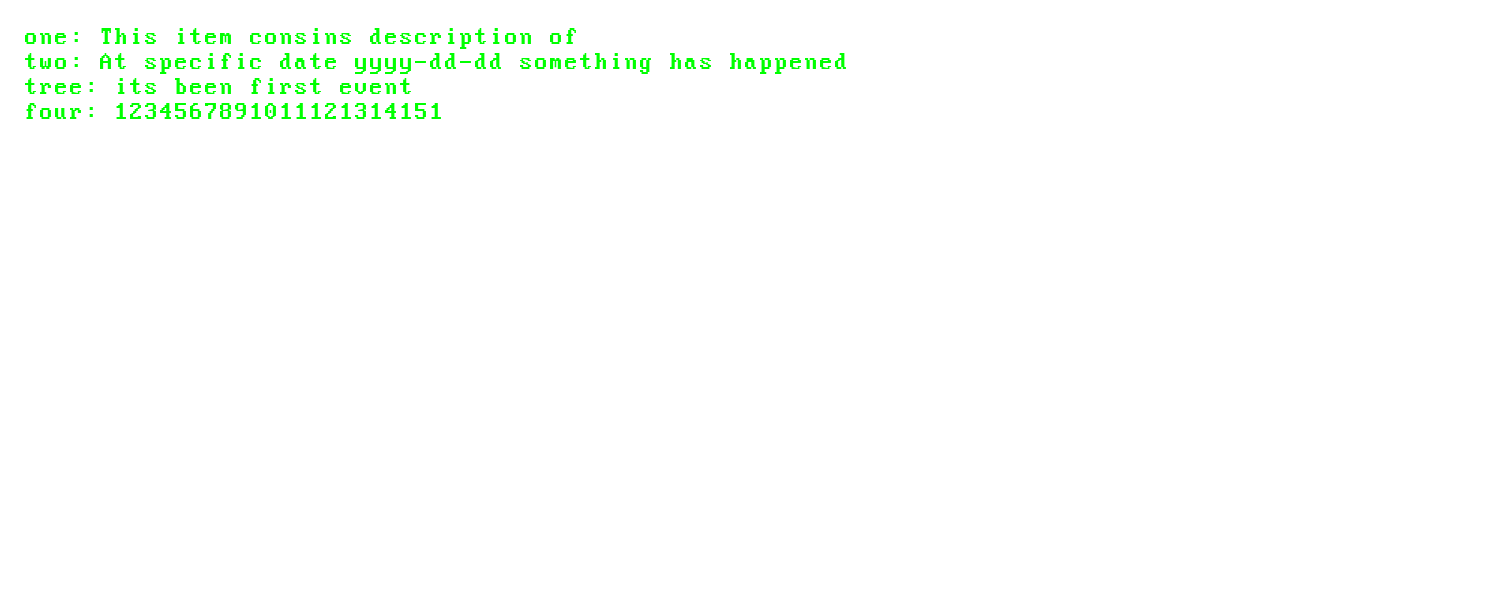 one: This item consins description of
two: At specific date yyyy-dd-dd something has happened
tree: its been first event
four: 1234567891011121314151